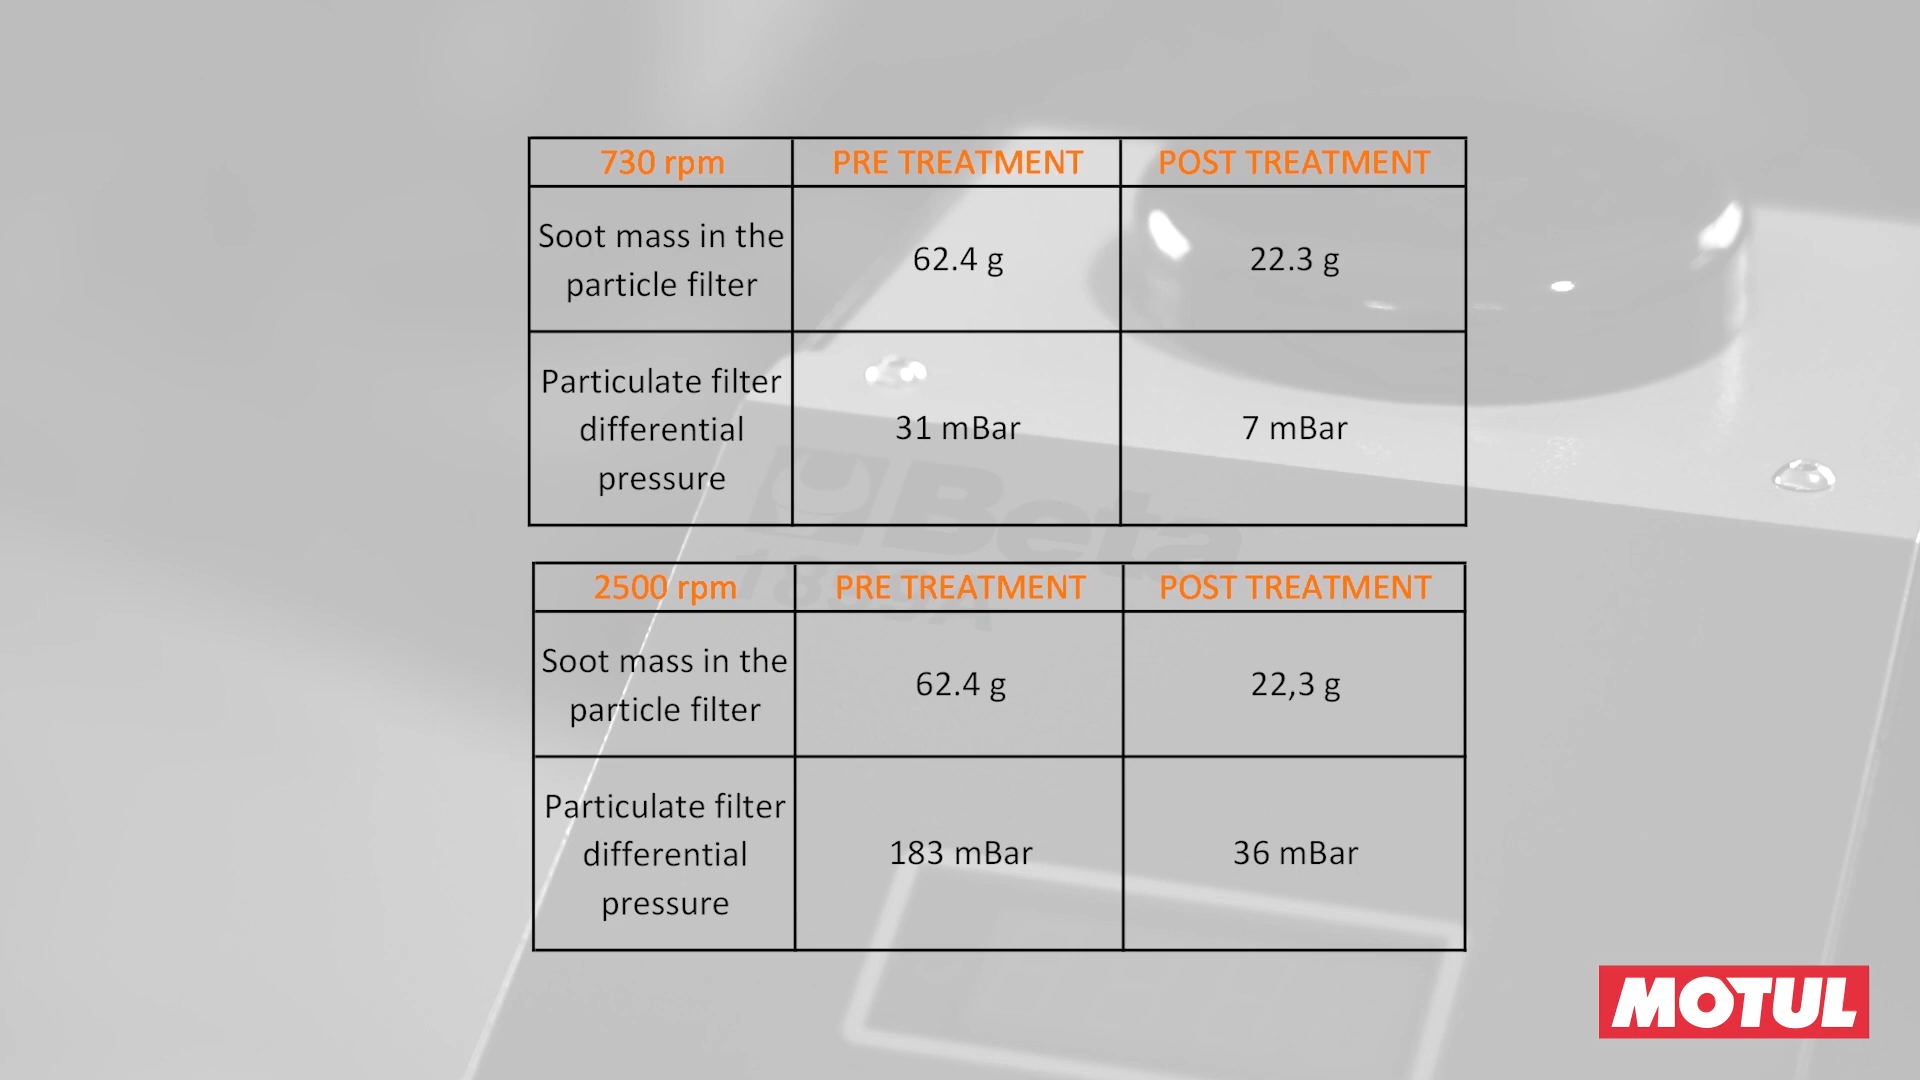 730 rpm PRE TREATMENT POST TREATMENT
Soot mass in the
particle filter
62.4 g
22.3 g
Particulate filter
differential
pressure
31 mBar
7 mBar
Beta
1839A
2500 rpm PRE TREATMENT POST TREATMENT
Soot mass in the
particle filter
62.4 g
22,3 g
Particulate filter
differential
pressure
183 mBar
36 mBar
MOTUL